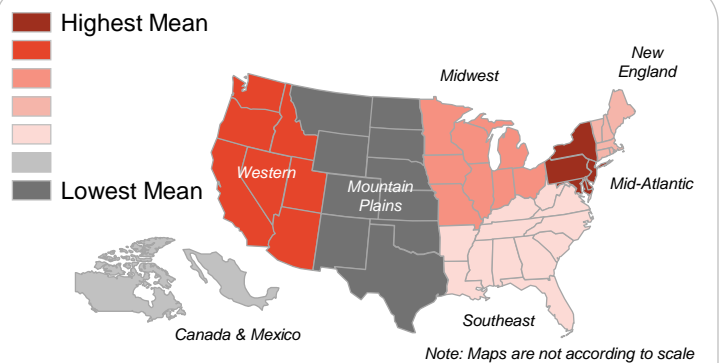 Highest Mean
New
England
Midwest
Western
Mountain
Plains
Mid-Atlantic
Lowest Mean
Southeast
Canada & Mexico
Note: Maps are not according to scale